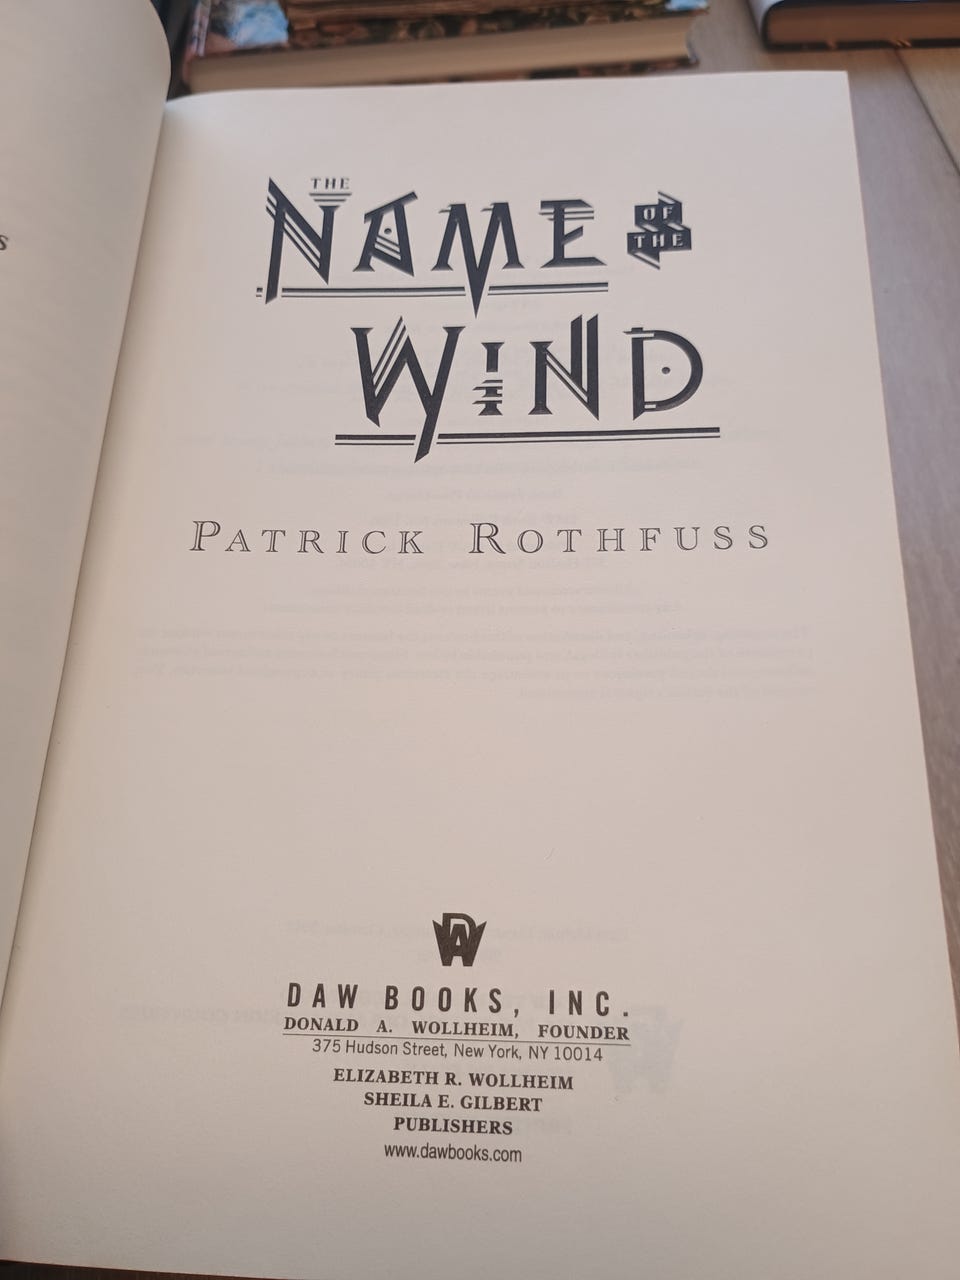 THE
NAME OF THE
WIND
PATRICK ROTHFUSS
DAW
DAW BOOKS, INC.
DONALD A. WOLLHEIM, FOUNDER
375 Hudson Street, New York, NY 10014
ELIZABETH R. WOLLHEIM
SHEILA E. GILBERT
PUBLISHERS
www.dawbooks.com